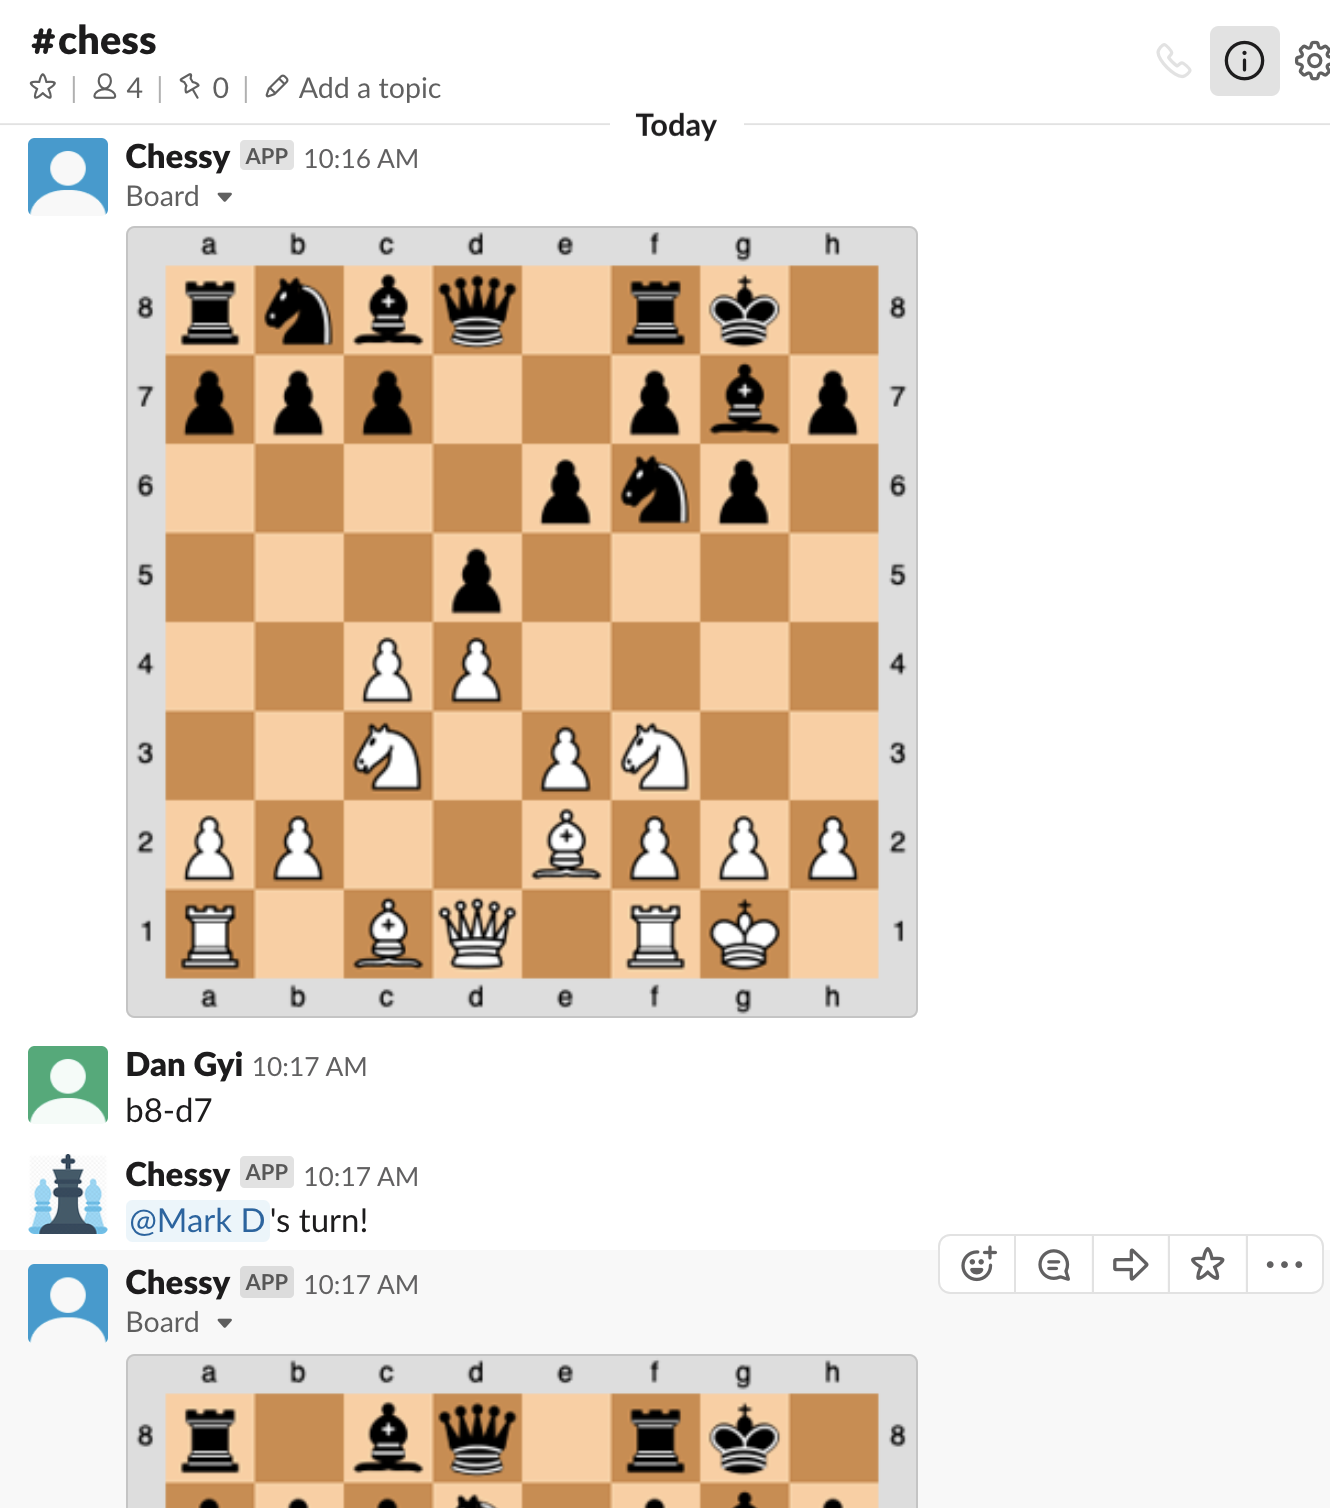 #chess
4 | 0 | Add a topic
Today
Chessy APP 10:16 AM
Board
a b c d e f g h
8 8
7 7
6 6
5 5
4 4
3 3
2 2
1 1
a b c d e f g h
Dan Gyi 10:17 AM
b8-d7
Chessy APP 10:17 AM
@Mark D's turn!
Chessy APP 10:17 AM
Board
a b c d e f g h
8 8